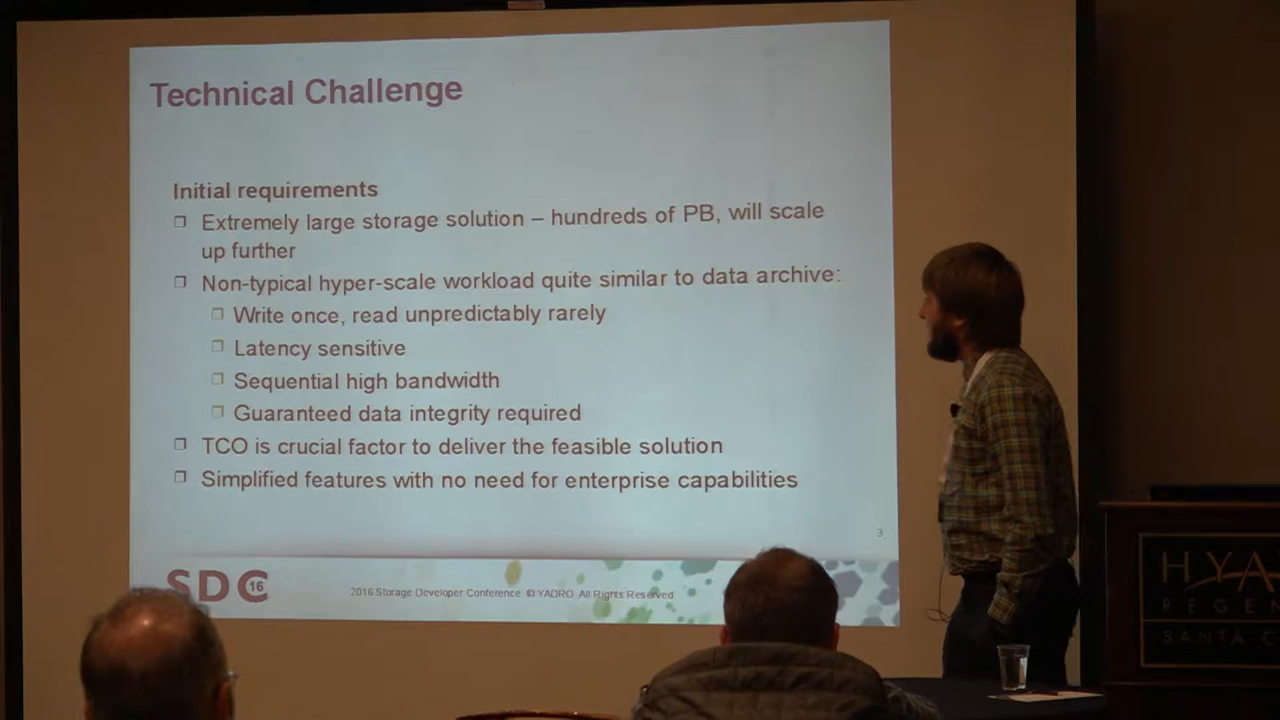 Technical Challenge
Initial requirements
Extremely large storage solution – hundreds of PB, will scale
up further
Non-typical hyper-scale workload quite similar to data archive:
Write once, read unpredictably rarely
Latency sensitive
Sequential high bandwidth
Guaranteed data integrity required
TCO is crucial factor to deliver the feasible solution
Simplified features with no need for enterprise capabilities
3
SDC 16
2016 Storage Developer Conference. © YADRO. All Rights Reserved.
HYA
REGE
SANTA C